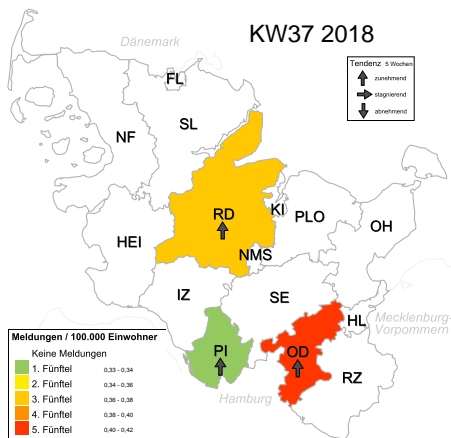 KW37 2018
Dänemark
Tendenz 5 Wochen
zunehmend
stagnierend
abnehmend
FL
SL
NF
RD
KI
PLO
OH
HEI
NMS
IZ
SE
HL
Mecklenburg-
Vorpommern
PI
OD
RZ
Hamburg
Meldungen / 100.000 Einwohner
Keine Meldungen
1. Fünftel 0,33 - 0,34
2. Fünftel 0,34 - 0,36
3. Fünftel 0,36 - 0,38
4. Fünftel 0,38 - 0,40
5. Fünftel 0,40 - 0,42